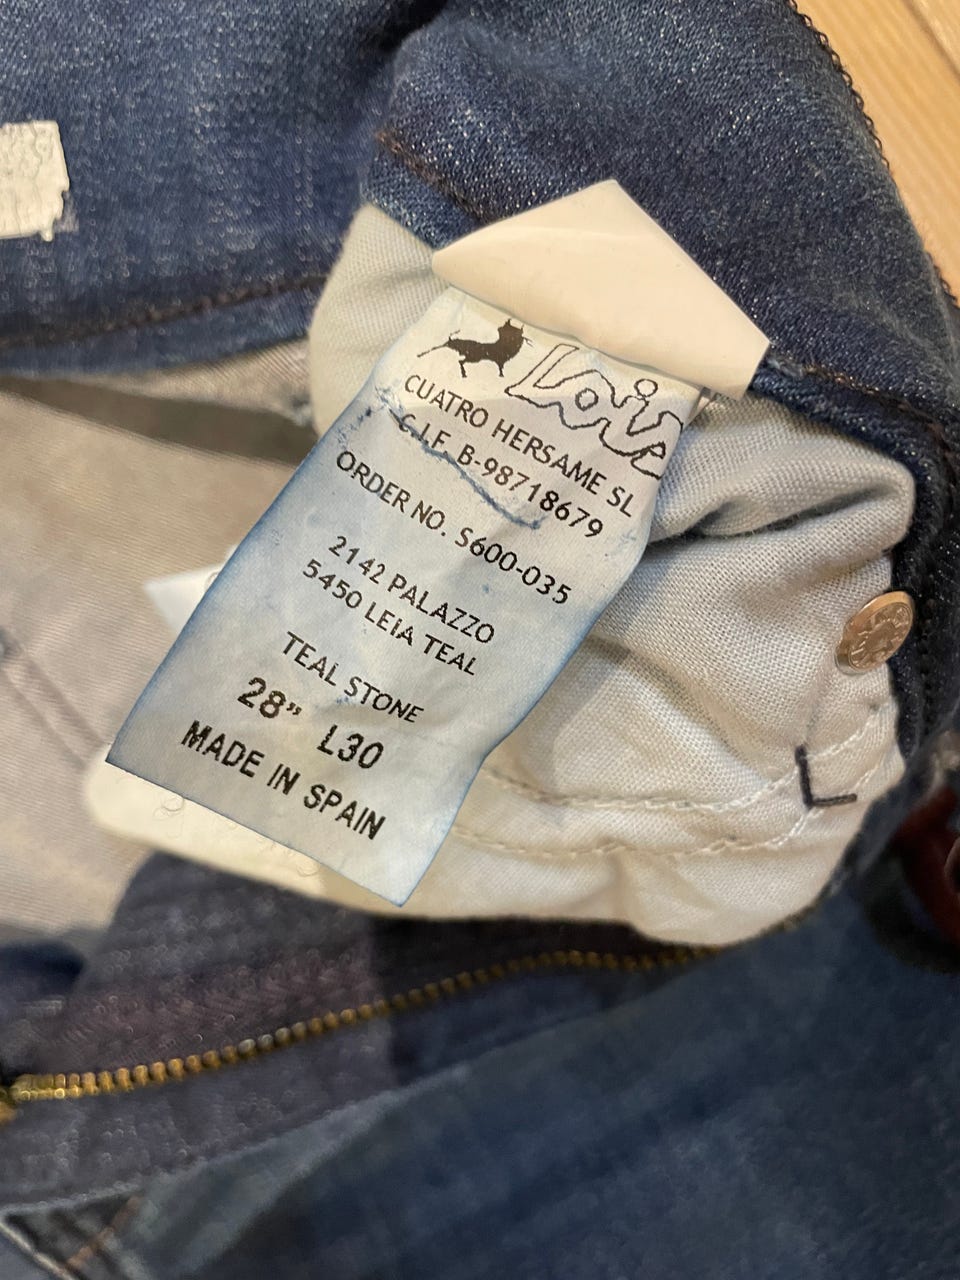 Lois
CUATRO HERSAME SL
C.I.F. B-98718679
ORDER NO. S600-035
2142 PALAZZO
5450 LEIA TEAL
TEAL STONE
28” L30
MADE IN SPAIN
L